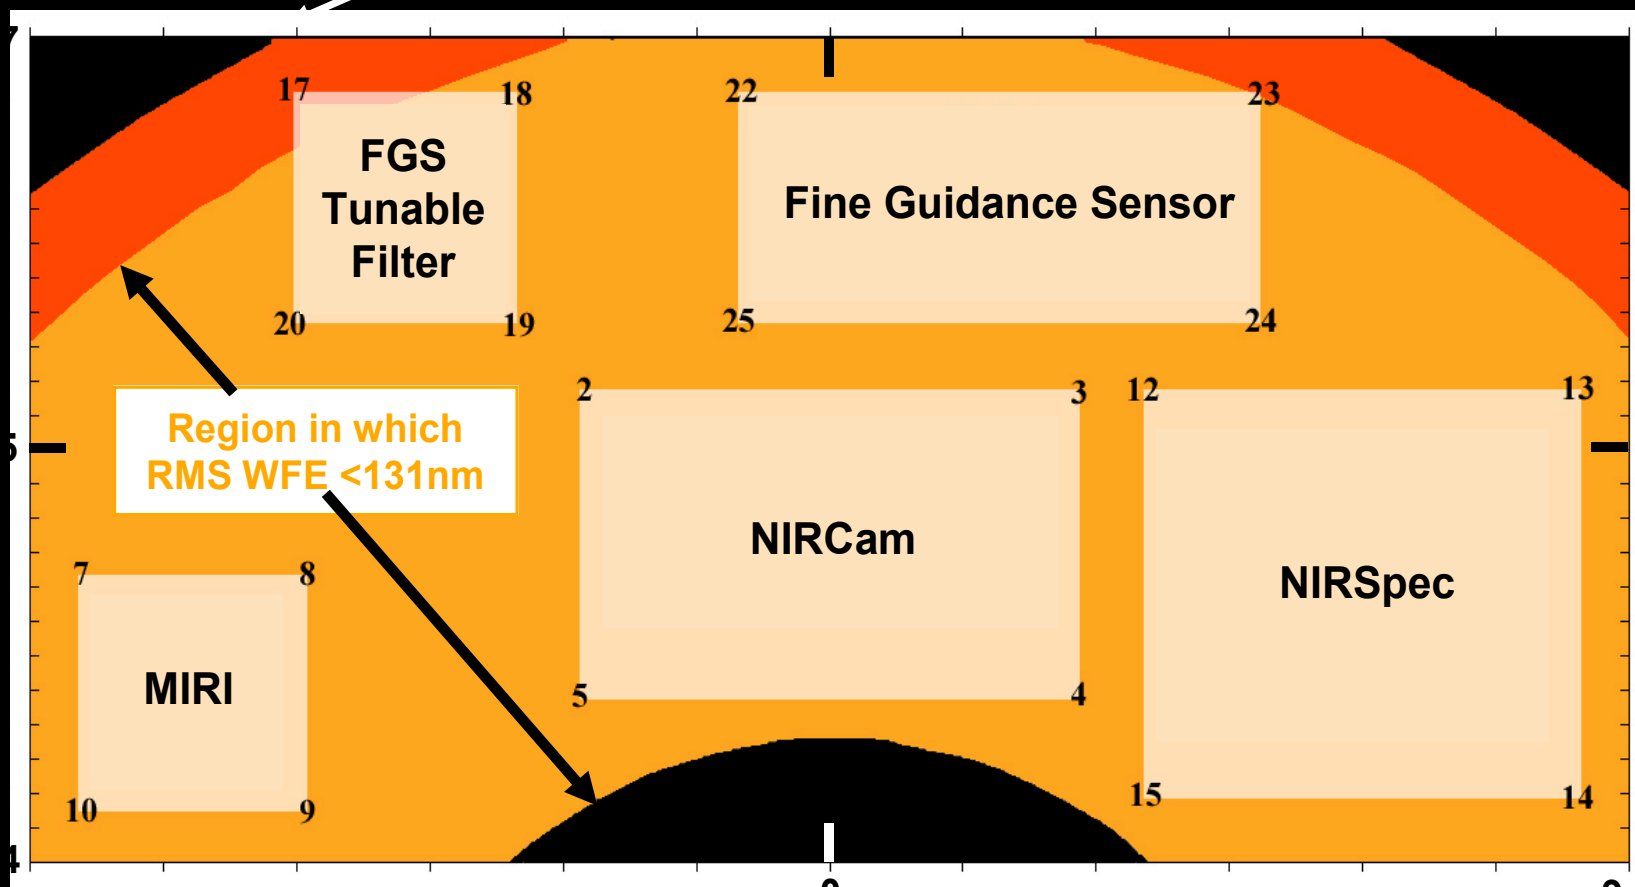 17
18
22
23
FGS
Tunable
Filter
Fine Guidance Sensor
20
19
25
24
2
3
12
13
Region in which
RMS WFE <131nm
NIRCam
NIRSpec
7
8
MIRI
5
4
10
9
15
14